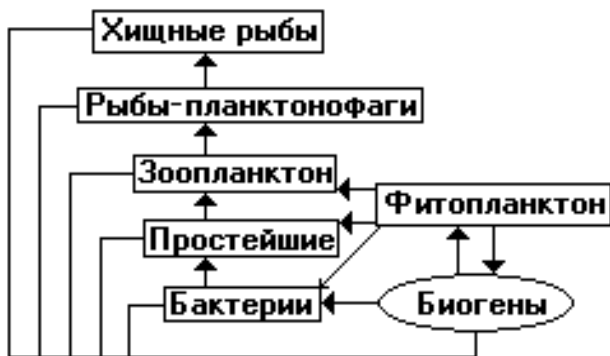 Хищные рыбы
Рыбы-планктонофаги
Зоопланктон
Фитопланктон
Простейшие
Бактерии
Биогены